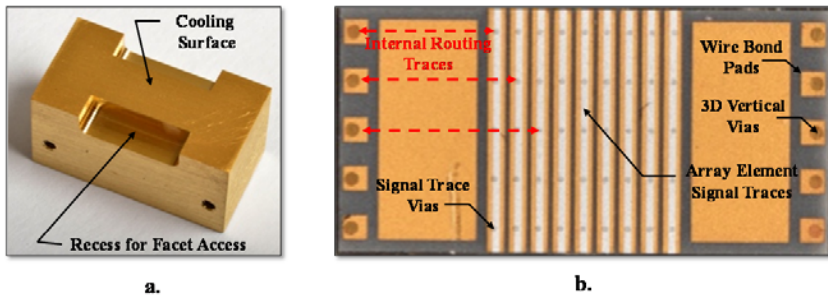 Cooling
Surface
Recess for Facet Access
a.
Internal Routing
Traces
Wire Bond
Pads
3D Vertical
Vias
Signal Trace
Vias
Array Element
Signal Traces
b.